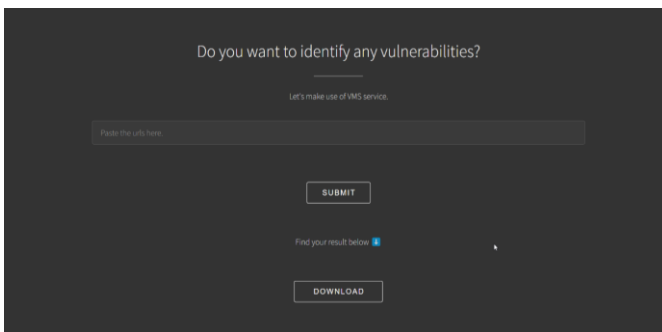 Do you want to identify any vulnerabilities?
Let's make use of VMS service.
Paste the urls here.
SUBMIT
Find your result below
DOWNLOAD